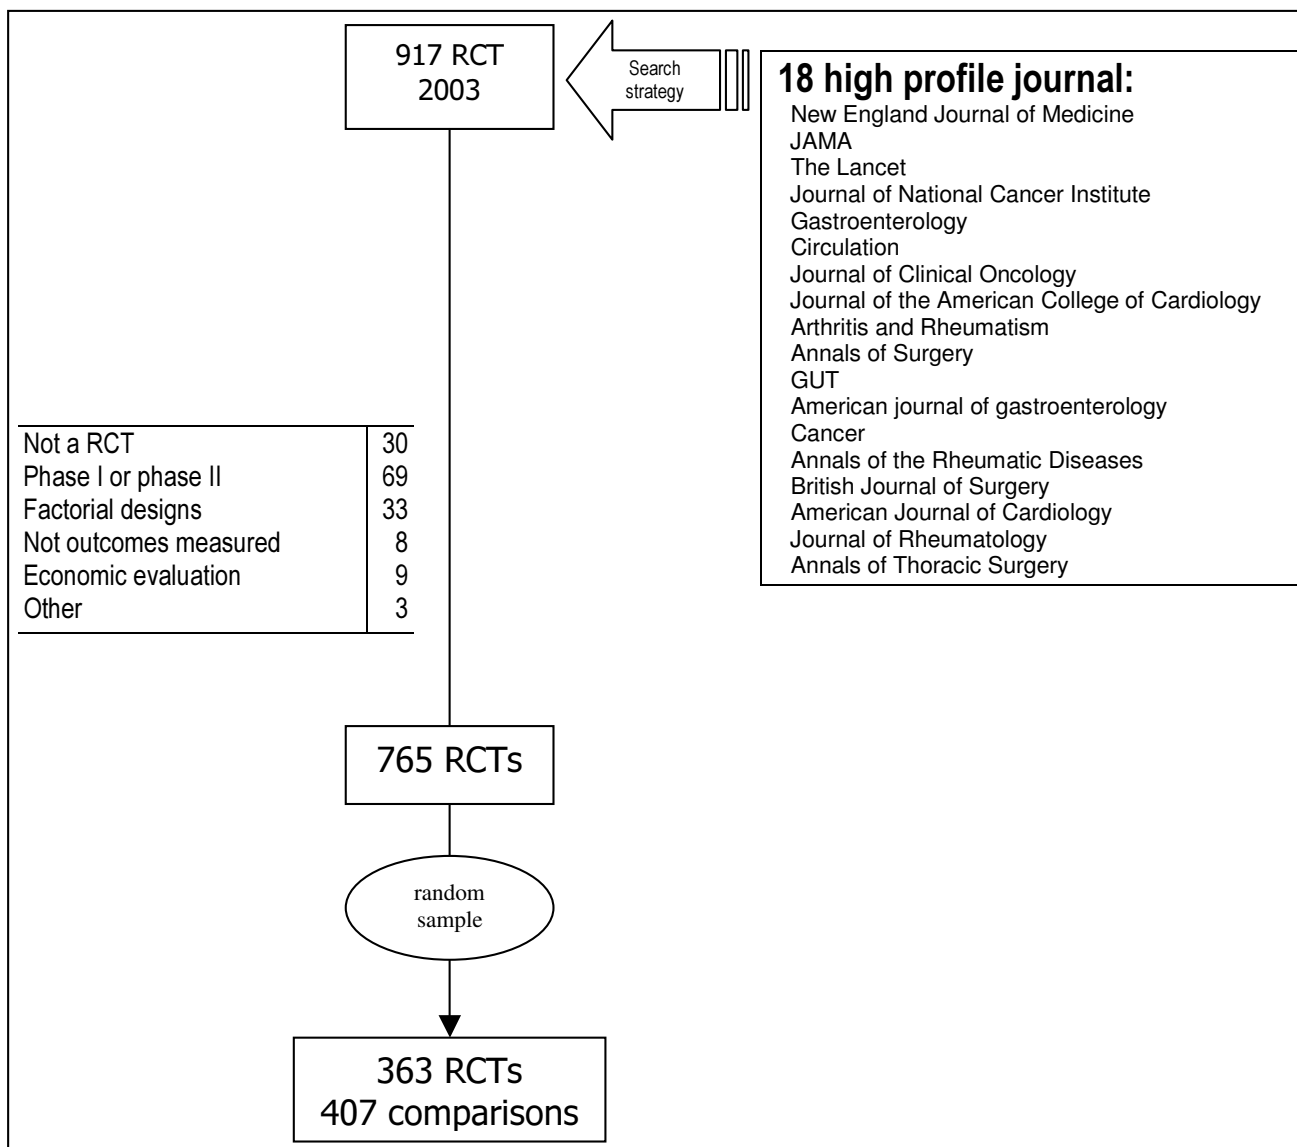 917 RCT
2003
Search
strategy
18 high profile journal:
New England Journal of Medicine
JAMA
The Lancet
Journal of National Cancer Institute
Gastroenterology
Circulation
Journal of Clinical Oncology
Journal of the American College of Cardiology
Arthritis and Rheumatism
Annals of Surgery
GUT
American journal of gastroenterology
Cancer
Annals of the Rheumatic Diseases
British Journal of Surgery
American Journal of Cardiology
Journal of Rheumatology
Annals of Thoracic Surgery
Not a RCT 30
Phase I or phase II 69
Factorial designs 33
Not outcomes measured 8
Economic evaluation 9
Other 3
765 RCTs
random
sample
363 RCTs
407 comparisons